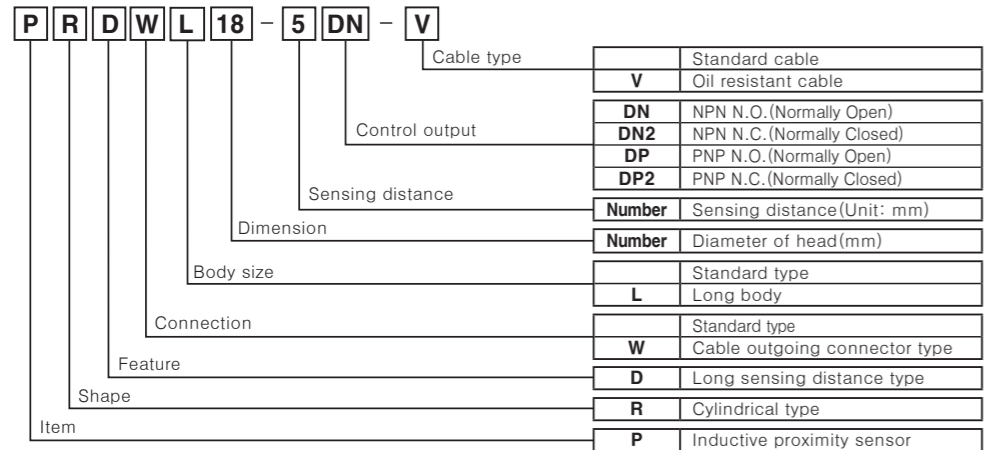 P R D W L 18 - 5 DN - V
Cable type
Standard cable
V Oil resistant cable
Control output
DN NPN N.O.(Normally Open)
DN2 NPN N.C.(Normally Closed)
DP PNP N.O.(Normally Open)
DP2 PNP N.C.(Normally Closed)
Sensing distance
Number Sensing distance(Unit: mm)
Dimension
Number Diameter of head(mm)
Body size
Standard type
L Long body
Connection
Standard type
W Cable outgoing connector type
Feature
D Long sensing distance type
Shape
R Cylindrical type
Item
P Inductive proximity sensor